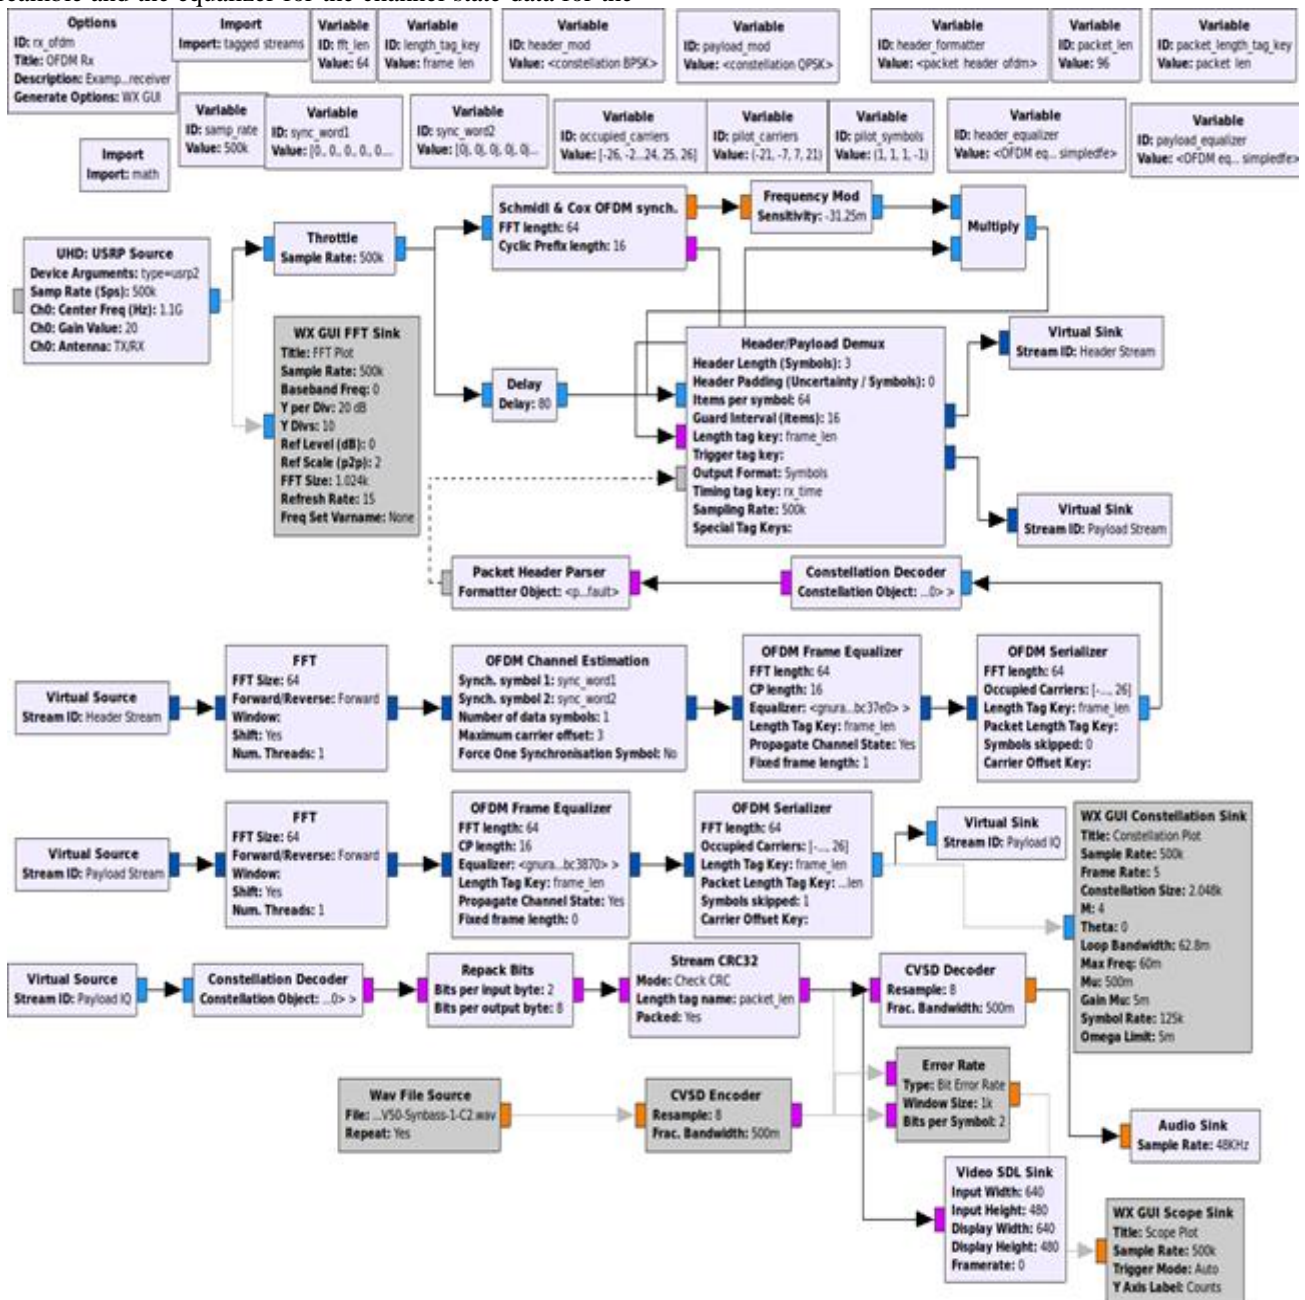 eamble and the equalizer for the channel state data for the
Options
ID: rx_ofdm
Title: OFDM Rx
Description: Examp...receiver
Generate Options: WX GUI
Import
Import: tagged streams
Variable
ID: fft_len
Value: 64
Variable
ID: length_tag_key
Value: frame_len
Variable
ID: header_mod
Value: <constellation BPSK>
Variable
ID: payload_mod
Value: <constellation QPSK>
Variable
ID: header_formatter
Value: <packet header ofdm>
Variable
ID: packet_len
Value: 96
Variable
ID: packet_length_tag_key
Value: packet len
Import
Import: math
Variable
ID: samp_rate
Value: 500k
Variable
ID: sync_word1
Value: [0., 0., 0., 0., 0....
Variable
ID: sync_word2
Value: [0j, 0j, 0j, 0j, 0j...
Variable
ID: occupied_carriers
Value: [-26, -2...24, 25, 26]
Variable
ID: pilot_carriers
Value: (-21, -7, 7, 21)
Variable
ID: pilot_symbols
Value: (1, 1, 1, -1)
Variable
ID: header_equalizer
Value: <OFDM eq... simpledfe>
Variable
ID: payload_equalizer
Value: <OFDM eq... simpledfe>
UHD: USRP Source
Device Arguments: type=usrp2
Samp Rate (Sps): 500k
Ch0: Center Freq (Hz): 1.1G
Ch0: Gain Value: 20
Ch0: Antenna: TX/RX
Throttle
Sample Rate: 500k
Schmidl & Cox OFDM synch.
FFT length: 64
Cyclic Prefix length: 16
Frequency Mod
Sensitivity: -31.25m
Multiply
WX GUI FFT Sink
Title: FFT Plot
Sample Rate: 500k
Baseband Freq: 0
Y per Div: 20 dB
Y Divs: 10
Ref Level (dB): 0
Ref Scale (p2p): 2
FFT Size: 1.024k
Refresh Rate: 15
Freq Set Varname: None
Delay
Delay: 80
Header/Payload Demux
Header Length (Symbols): 3
Header Padding (Uncertainty / Symbols): 0
Items per symbol: 64
Guard Interval (items): 16
Length tag key: frame_len
Trigger tag key:
Output Format: Symbols
Timing tag key: rx_time
Sampling Rate: 500k
Special Tag Keys:
Virtual Sink
Stream ID: Header Stream
Virtual Sink
Stream ID: Payload Stream
Packet Header Parser
Formatter Object: <p...fault>
Constellation Decoder
Constellation Object: ...0> >
Virtual Source
Stream ID: Header Stream
FFT
FFT Size: 64
Forward/Reverse: Forward
Window:
Shift: Yes
Num. Threads: 1
OFDM Channel Estimation
Synch. symbol 1: sync_word1
Synch. symbol 2: sync_word2
Number of data symbols: 1
Maximum carrier offset: 3
Force One Synchronisation Symbol: No
OFDM Frame Equalizer
FFT length: 64
CP length: 16
Equalizer: <gnura...bc37e0> >
Length Tag Key: frame_len
Propagate Channel State: Yes
Fixed frame length: 1
OFDM Serializer
FFT length: 64
Occupied Carriers: [-..., 26]
Length Tag Key: frame_len
Packet Length Tag Key:
Symbols skipped: 0
Carrier Offset Key:
Virtual Source
Stream ID: Payload Stream
FFT
FFT Size: 64
Forward/Reverse: Forward
Window:
Shift: Yes
Num. Threads: 1
OFDM Frame Equalizer
FFT length: 64
CP length: 16
Equalizer: <gnura...bc3870> >
Length Tag Key: frame_len
Propagate Channel State: Yes
Fixed frame length: 0
OFDM Serializer
FFT length: 64
Occupied Carriers: [-..., 26]
Length Tag Key: frame_len
Packet Length Tag Key: ...len
Symbols skipped: 1
Carrier Offset Key:
Virtual Sink
Stream ID: Payload IQ
WX GUI Constellation Sink
Title: Constellation Plot
Sample Rate: 500k
Frame Rate: 5
Constellation Size: 2.048k
M: 4
Theta: 0
Loop Bandwidth: 62.8m
Max Freq: 60m
Mu: 500m
Gain Mu: 5m
Symbol Rate: 125k
Omega Limit: 5m
Virtual Source
Stream ID: Payload IQ
Constellation Decoder
Constellation Object: ...0> >
Repack Bits
Bits per input byte: 2
Bits per output byte: 8
Stream CRC32
Mode: Check CRC
Length tag name: packet_len
Packed: Yes
CVSD Decoder
Resample: 8
Frac. Bandwidth: 500m
Wav File Source
File: ...V50-Synbass-1-C2.wav
Repeat: Yes
CVSD Encoder
Resample: 8
Frac. Bandwidth: 500m
Error Rate
Type: Bit Error Rate
Window Size: 1k
Bits per Symbol: 2
Audio Sink
Sample Rate: 48KHz
Video SDL Sink
Input Width: 640
Input Height: 480
Display Width: 640
Display Height: 480
Framerate: 0
WX GUI Scope Sink
Title: Scope Plot
Sample Rate: 500k
Trigger Mode: Auto
Y Axis Label: Counts